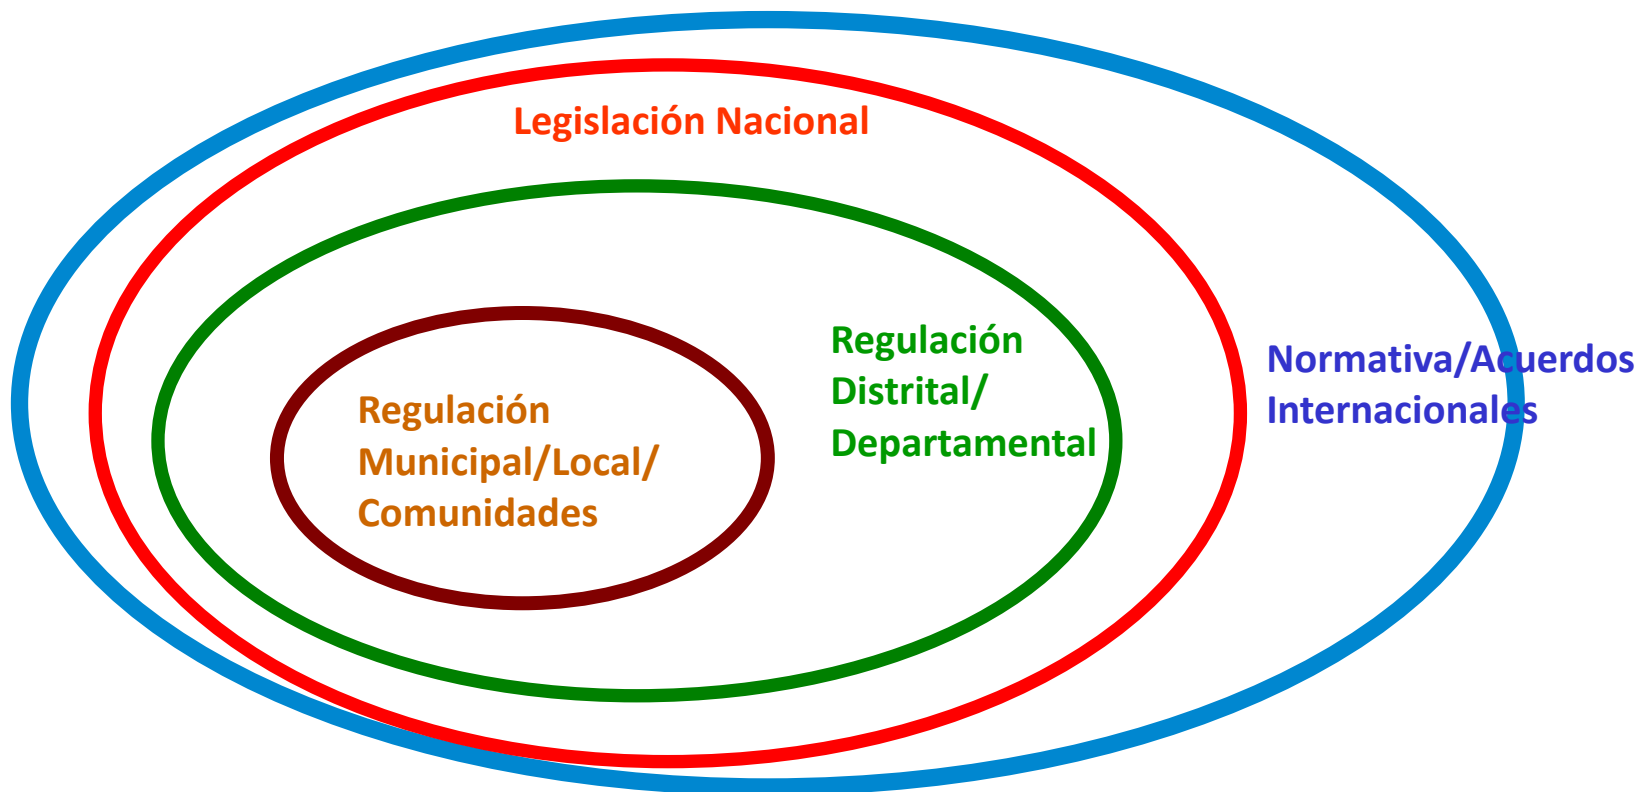 Legislación Nacional
Regulación
Distrital/
Departamental
Normativa/Acuerdos
Internacionales
Regulación
Municipal/Local/
Comunidades